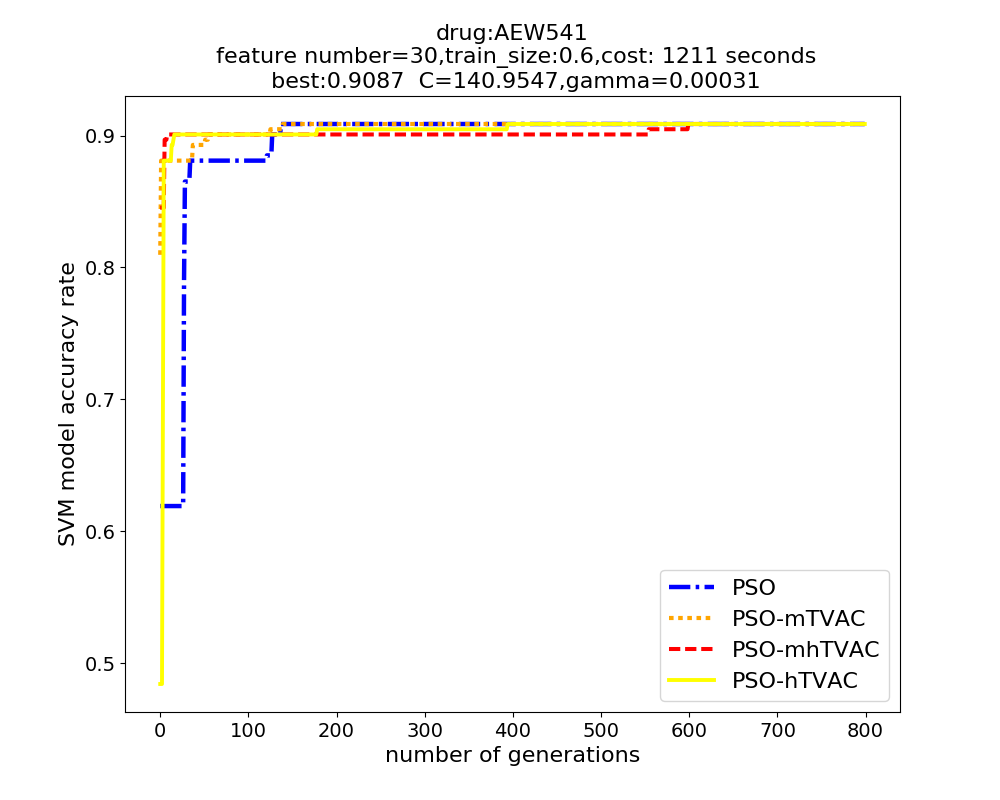 drug:AEW541
feature number=30,train_size:0.6,cost: 1211 seconds
best:0.9087  C=140.9547,gamma=0.00031
0.9
0.8
0.7
0.6
0.5
SVM model accuracy rate
PSO
PSO-mTVAC
PSO-mhTVAC
PSO-hTVAC
0 100 200 300 400 500 600 700 800
number of generations